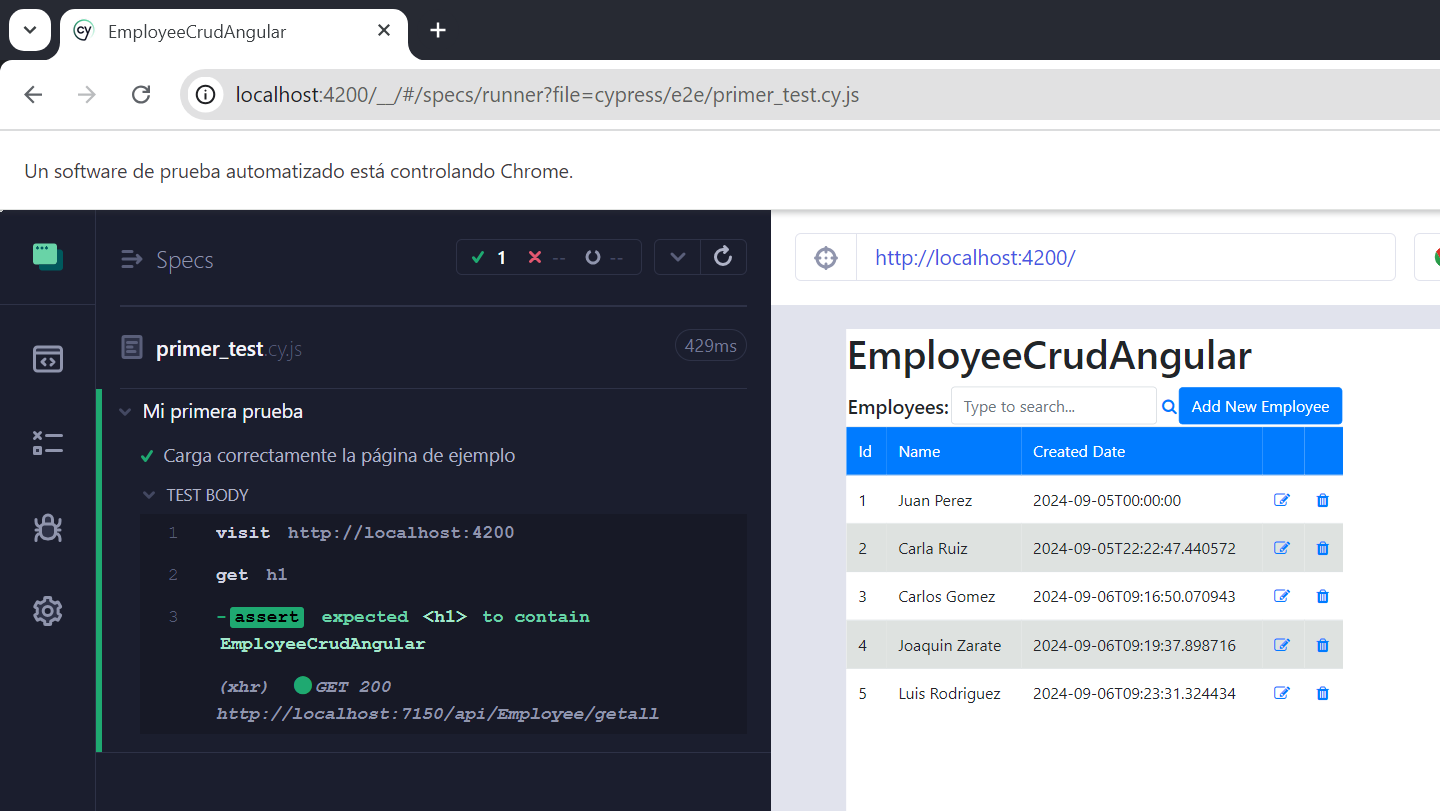 cy EmployeeCrudAngular
localhost:4200/__/#/specs/runner?file=cypress/e2e/primer_test.cy.js
Un software de prueba automatizado está controlando Chrome.
Specs
1 -- --
http://localhost:4200/
primer_test.cy.js
429ms
Mi primera prueba
Carga correctamente la página de ejemplo
TEST BODY
1 visit http://localhost:4200
2 get h1
3 -assert expected <h1> to contain
EmployeeCrudAngular
(xhr) GET 200
http://localhost:7150/api/Employee/getall
EmployeeCrudAngular
Employees: Type to search... Add New Employee
Id Name Created Date
1 Juan Perez 2024-09-05T00:00:00
2 Carla Ruiz 2024-09-05T22:22:47.440572
3 Carlos Gomez 2024-09-06T09:16:50.070943
4 Joaquin Zarate 2024-09-06T09:19:37.898716
5 Luis Rodriguez 2024-09-06T09:23:31.324434